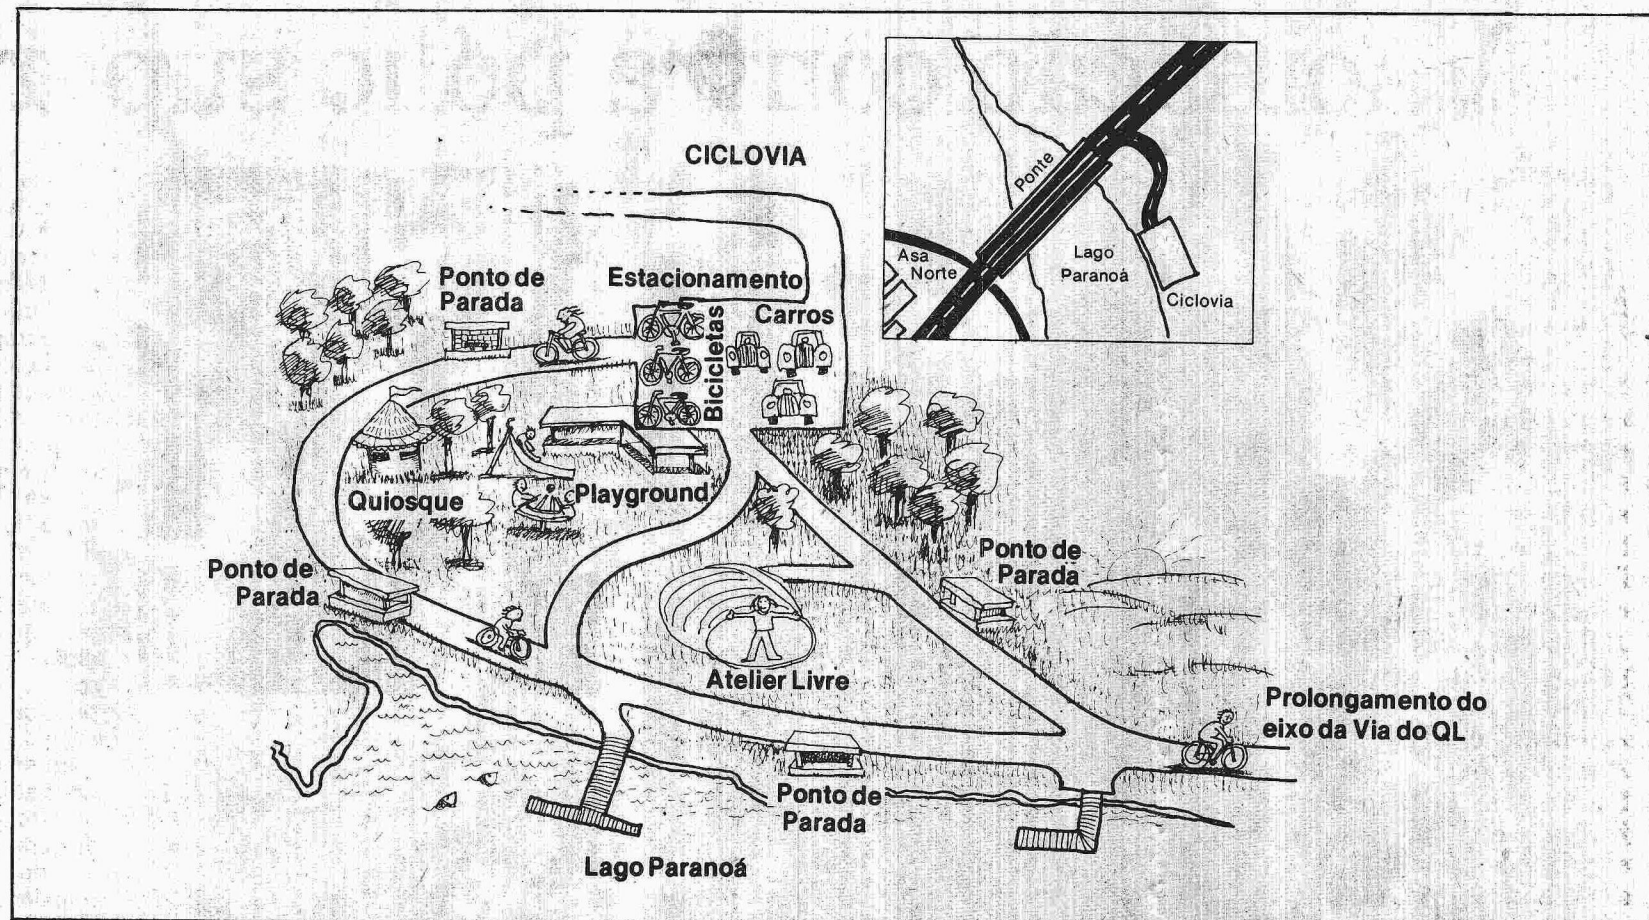 CICLOVIA
Ponte
Asa
Norte
Lago
Paranoá
Ciclovia
Ponto de
Parada
Estacionamento
Bicicletas
Carros
Quiosque
Playground
Ponto de
Parada
Ponto de
Parada
Atelier Livre
Prolongamento do
eixo da Via do QL
Ponto de
Parada
Lago Paranoá